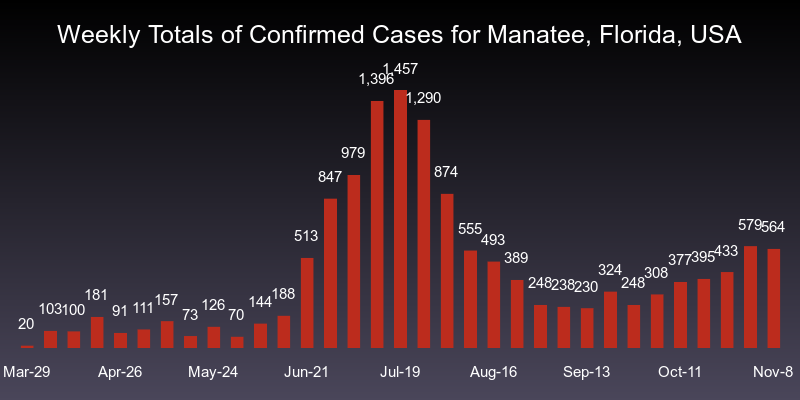 Weekly Totals of Confirmed Cases for Manatee, Florida, USA
20 103 100 181 91 111 157 73 126 70 144 188 513 847 979 1,396 1,457 1,290 874 555 493 389 248 238 230 324 248 308 377 395 433 579 564
Mar-29 Apr-26 May-24 Jun-21 Jul-19 Aug-16 Sep-13 Oct-11 Nov-8